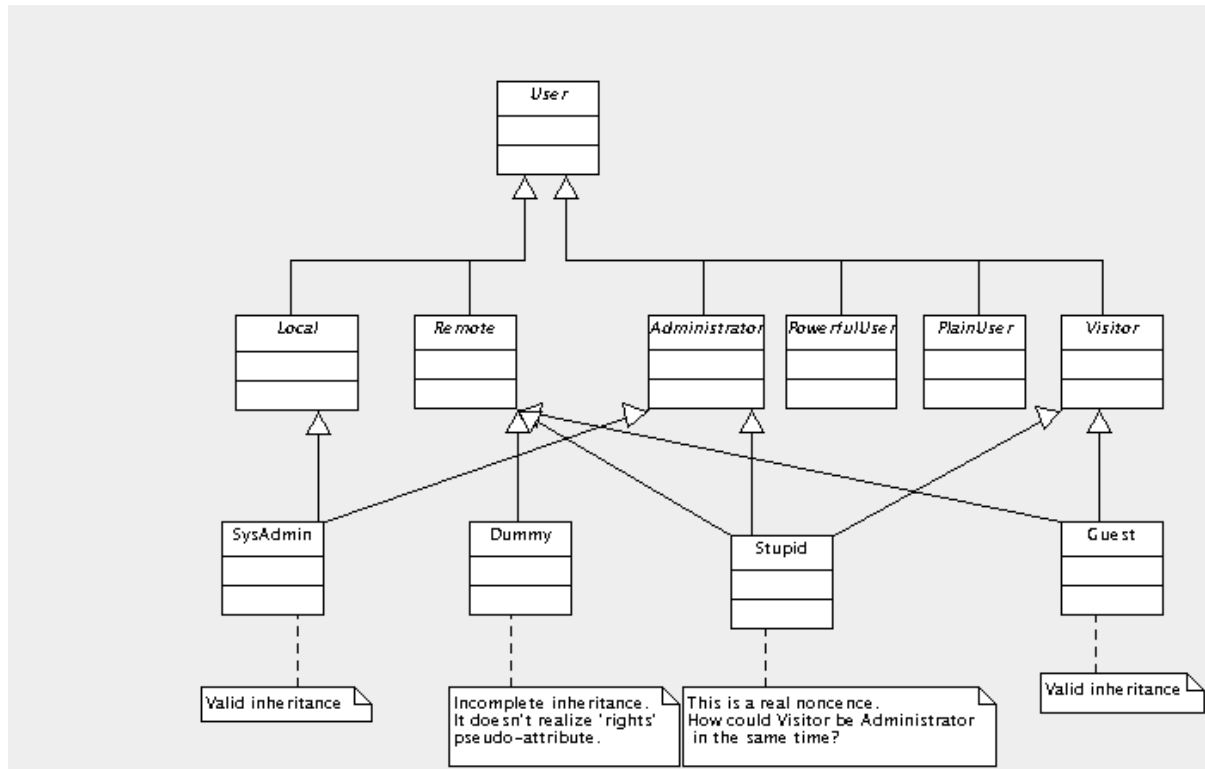 User
Local
Remote
Administrator
PowerfulUser
PlainUser
Visitor
SysAdmin
Dummy
Stupid
Guest
Valid inheritance
Incomplete inheritance.
It doesn't realize 'rights'
pseudo-attribute.
This is a real noncence.
How could Visitor be Administrator
in the same time?
Valid inheritance